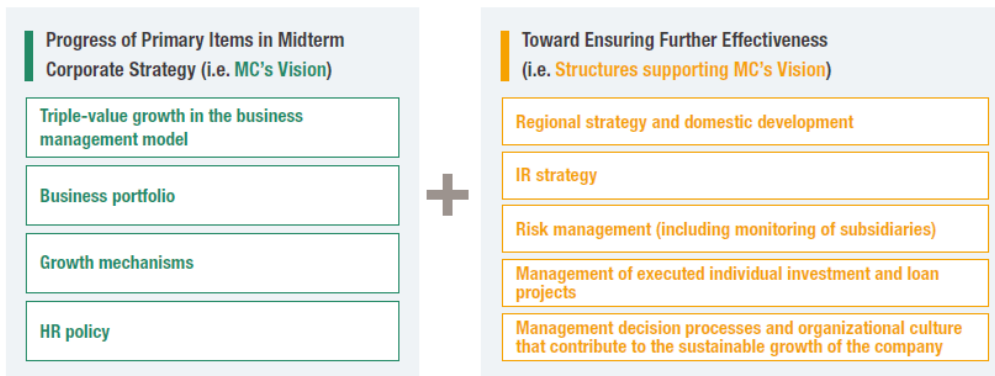 Progress of Primary Items in Midterm
Corporate Strategy (i.e. MC's Vision)
Triple-value growth in the business
management model
Business portfolio
Growth mechanisms
HR policy
+
Toward Ensuring Further Effectiveness
(i.e. Structures supporting MC's Vision)
Regional strategy and domestic development
IR strategy
Risk management (including monitoring of subsidiaries)
Management of executed individual investment and loan
projects
Management decision processes and organizational culture
that contribute to the sustainable growth of the company